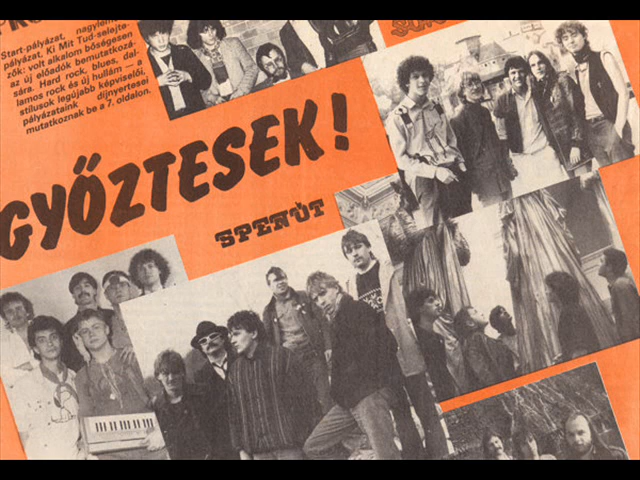 Start-pályázat, nagylemez-
pályázat, Ki Mit Tud-selejte-
zők: volt alkalom bőségesen
az új előadók bemutatkozá-
sára. Hard rock, blues, dal-
lamos rock és új hullám — a
stílusok legújabb képviselői,
pályázataink díjnyertesei
mutatkoznak be a 7. oldalon.
GYŐZTESEK!
SPENÓT